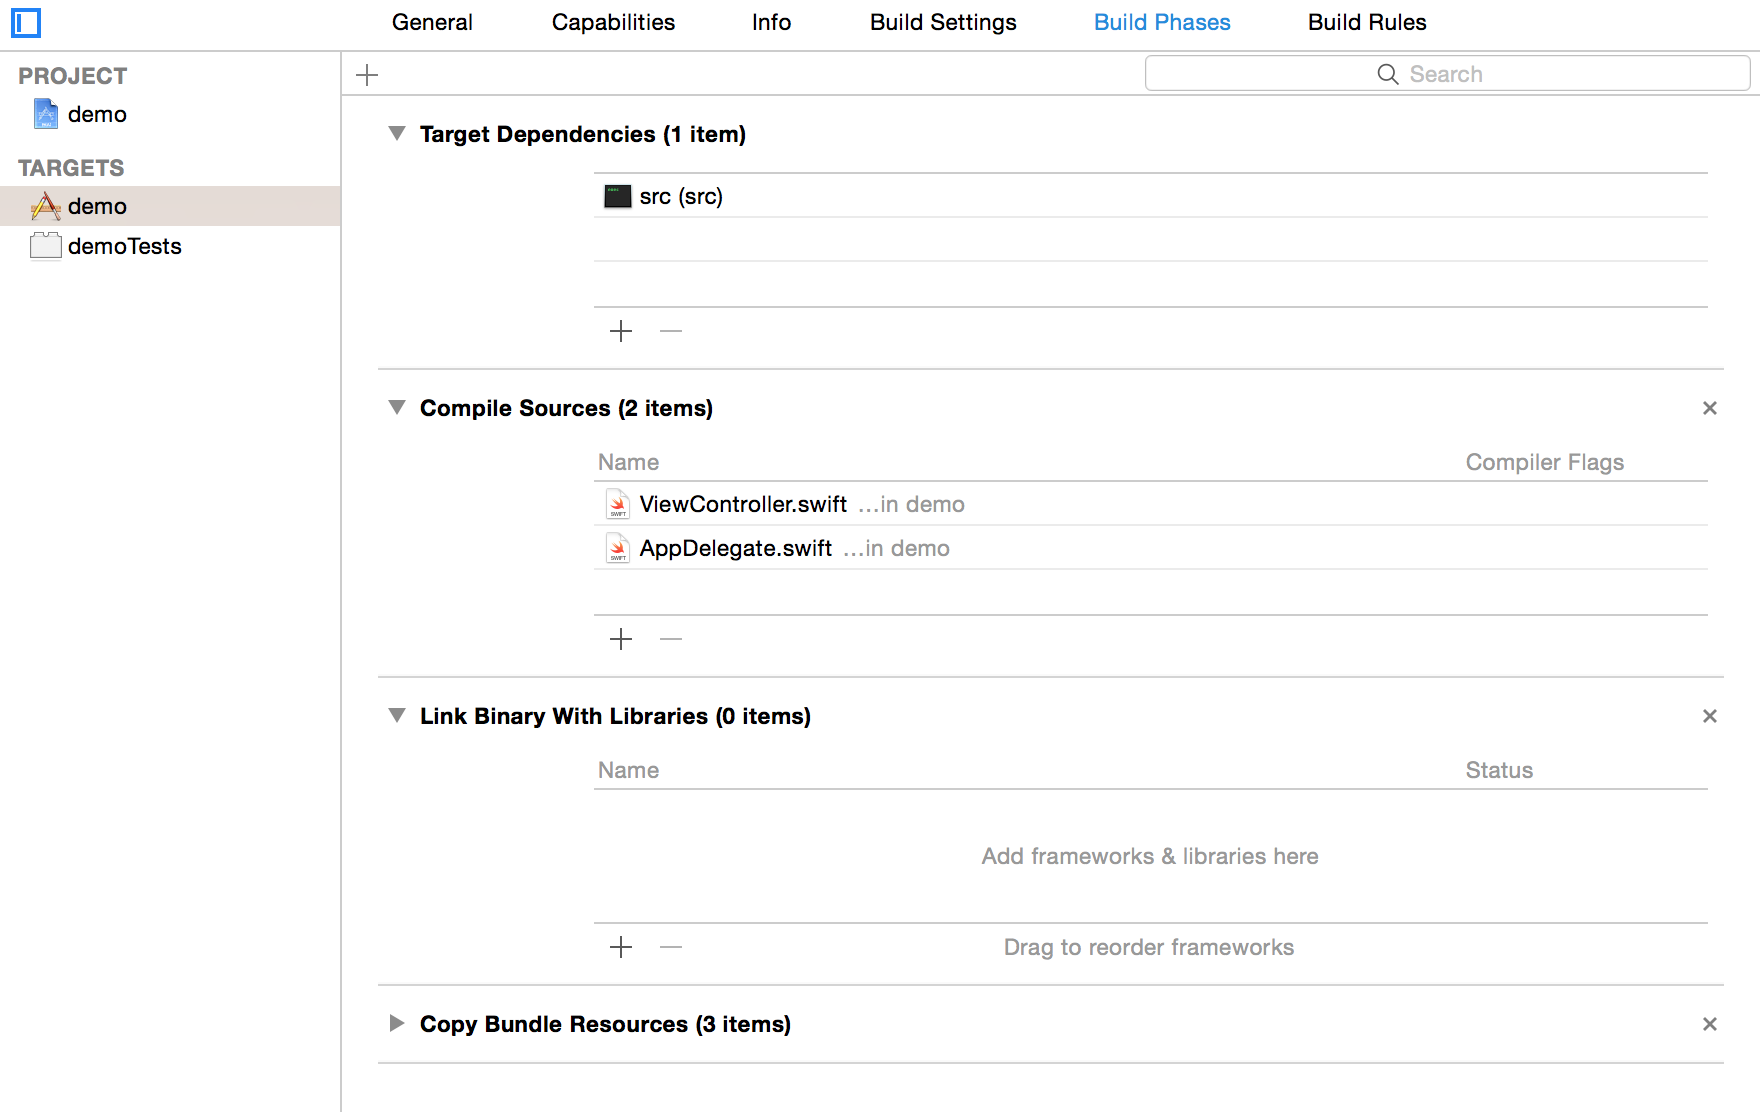 General Capabilities Info Build Settings Build Phases Build Rules
PROJECT
demo
TARGETS
demo
demoTests
Search
Target Dependencies (1 item)
src (src)
Compile Sources (2 items)
Name Compiler Flags
ViewController.swift ...in demo
AppDelegate.swift ...in demo
Link Binary With Libraries (0 items)
Name Status
Add frameworks & libraries here
Drag to reorder frameworks
Copy Bundle Resources (3 items)